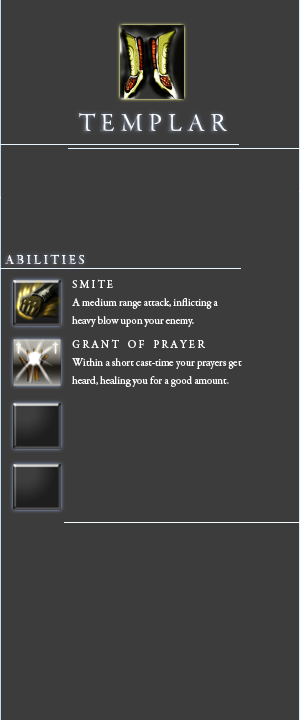 TEMPLAR
ABILITIES
SMITE
A medium range attack, inflicting a
heavy blow upon your enemy.
GRANT OF PRAYER
Within a short cast-time your prayers get
heard, healing you for a good amount.